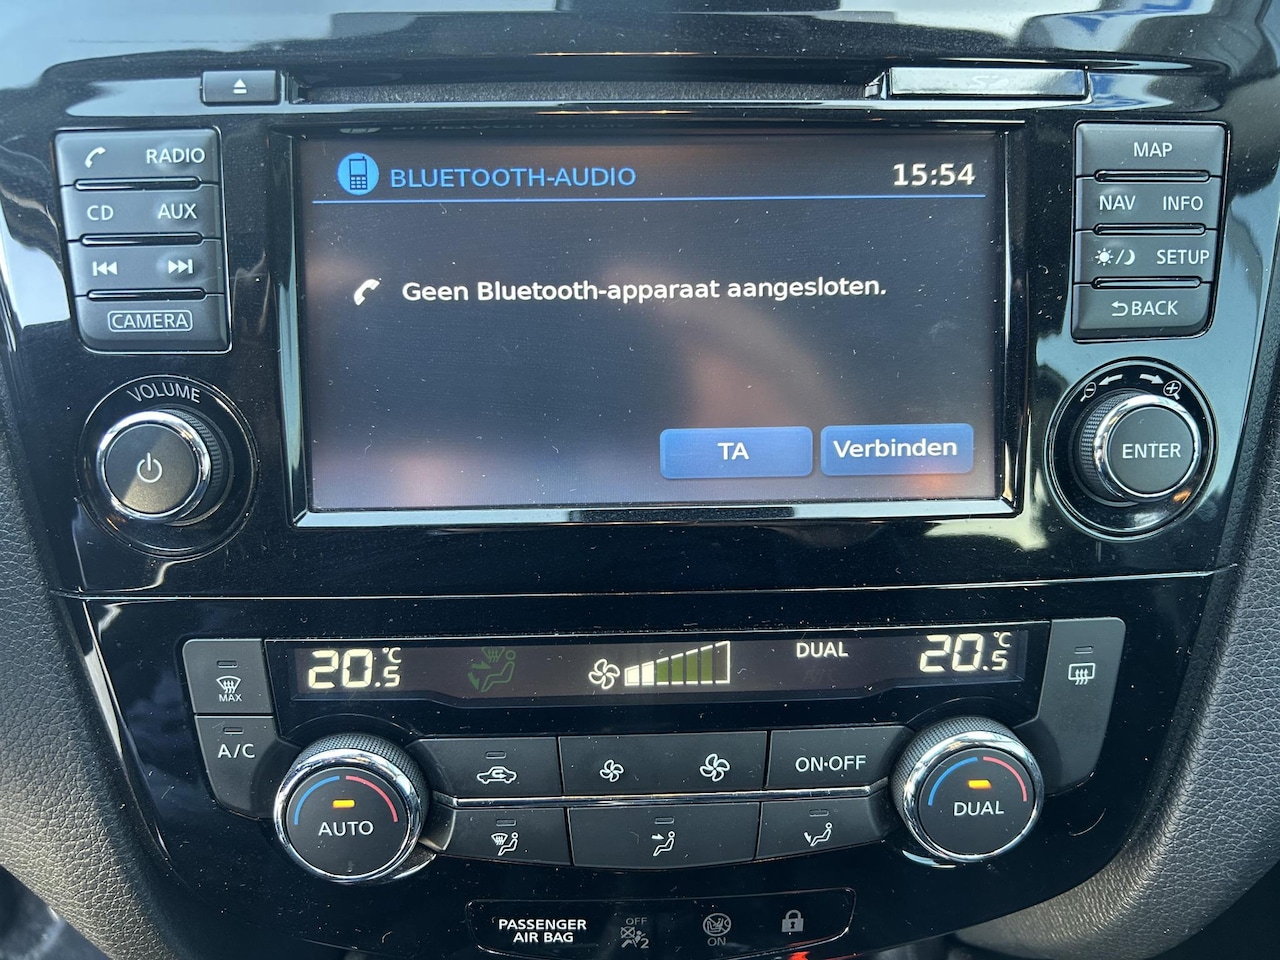 RADIO
CD AUX
CAMERA
VOLUME
BLUETOOTH-AUDIO 15:54
Geen Bluetooth-apparaat aangesloten.
TA Verbinden
MAP
NAV INFO
SETUP
BACK
ENTER
20.5 °C DUAL 20.5 °C
MAX
A/C
ON·OFF
AUTO
DUAL
PASSENGER
AIR BAG
OFF
2
ON